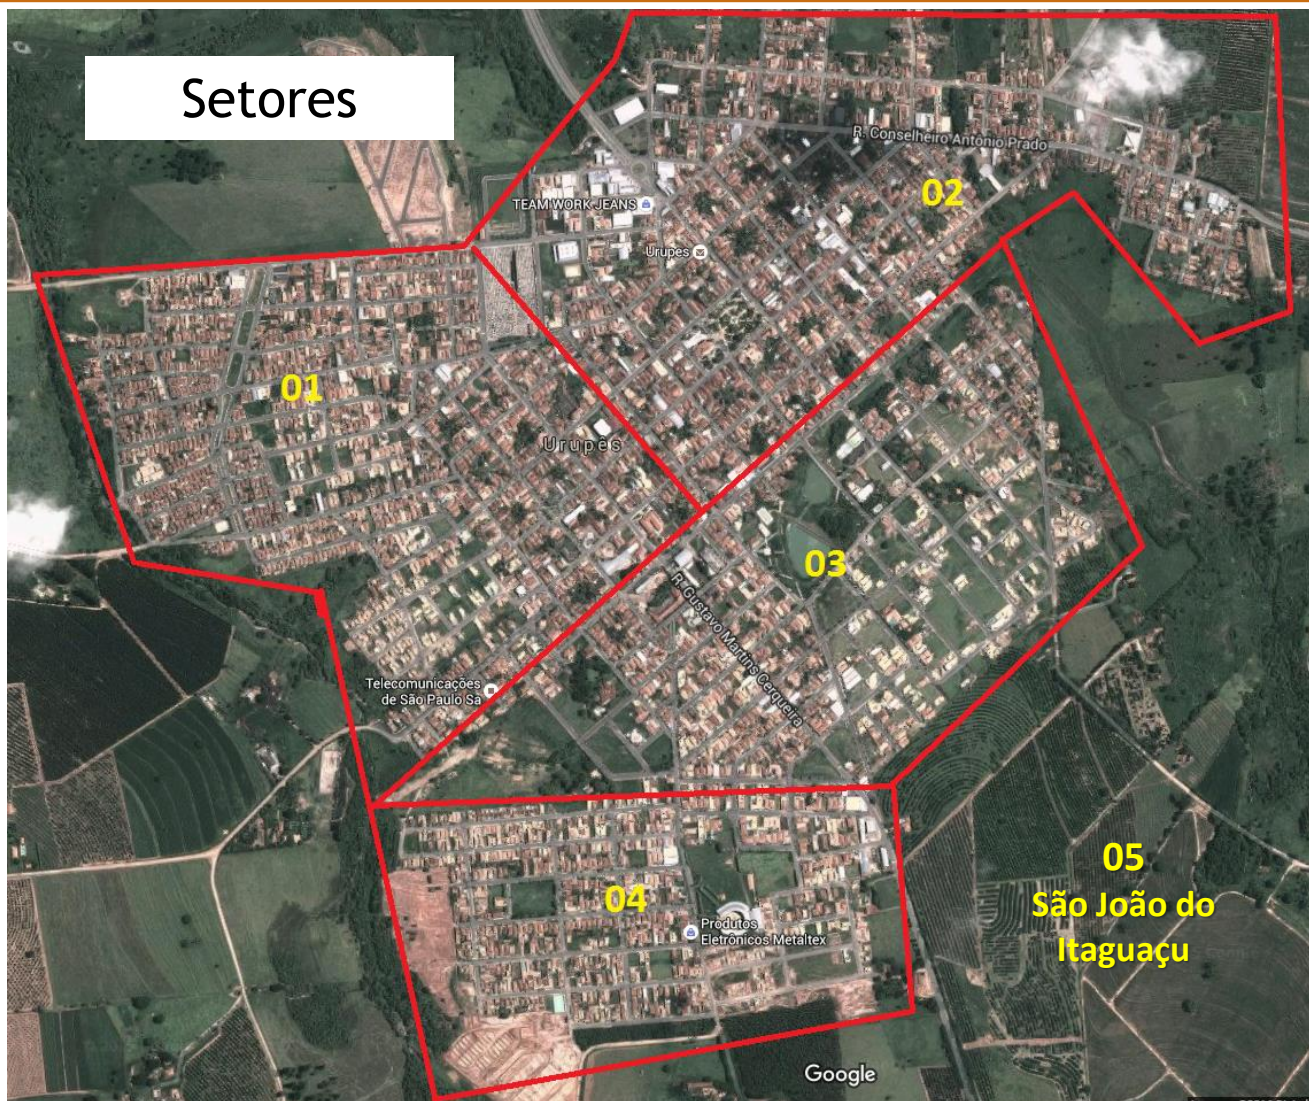 Setores
R. Conselheiro Antônio Prado
02
TEAM WORK JEANS
Urupes
01
Urupês
03
R. Gustavo Martins Cerqueira
Telecomunicações
de São Paulo Sa
04
Produtos
Eletrônicos Metaltex
05
São João do
Itaguaçu
Google